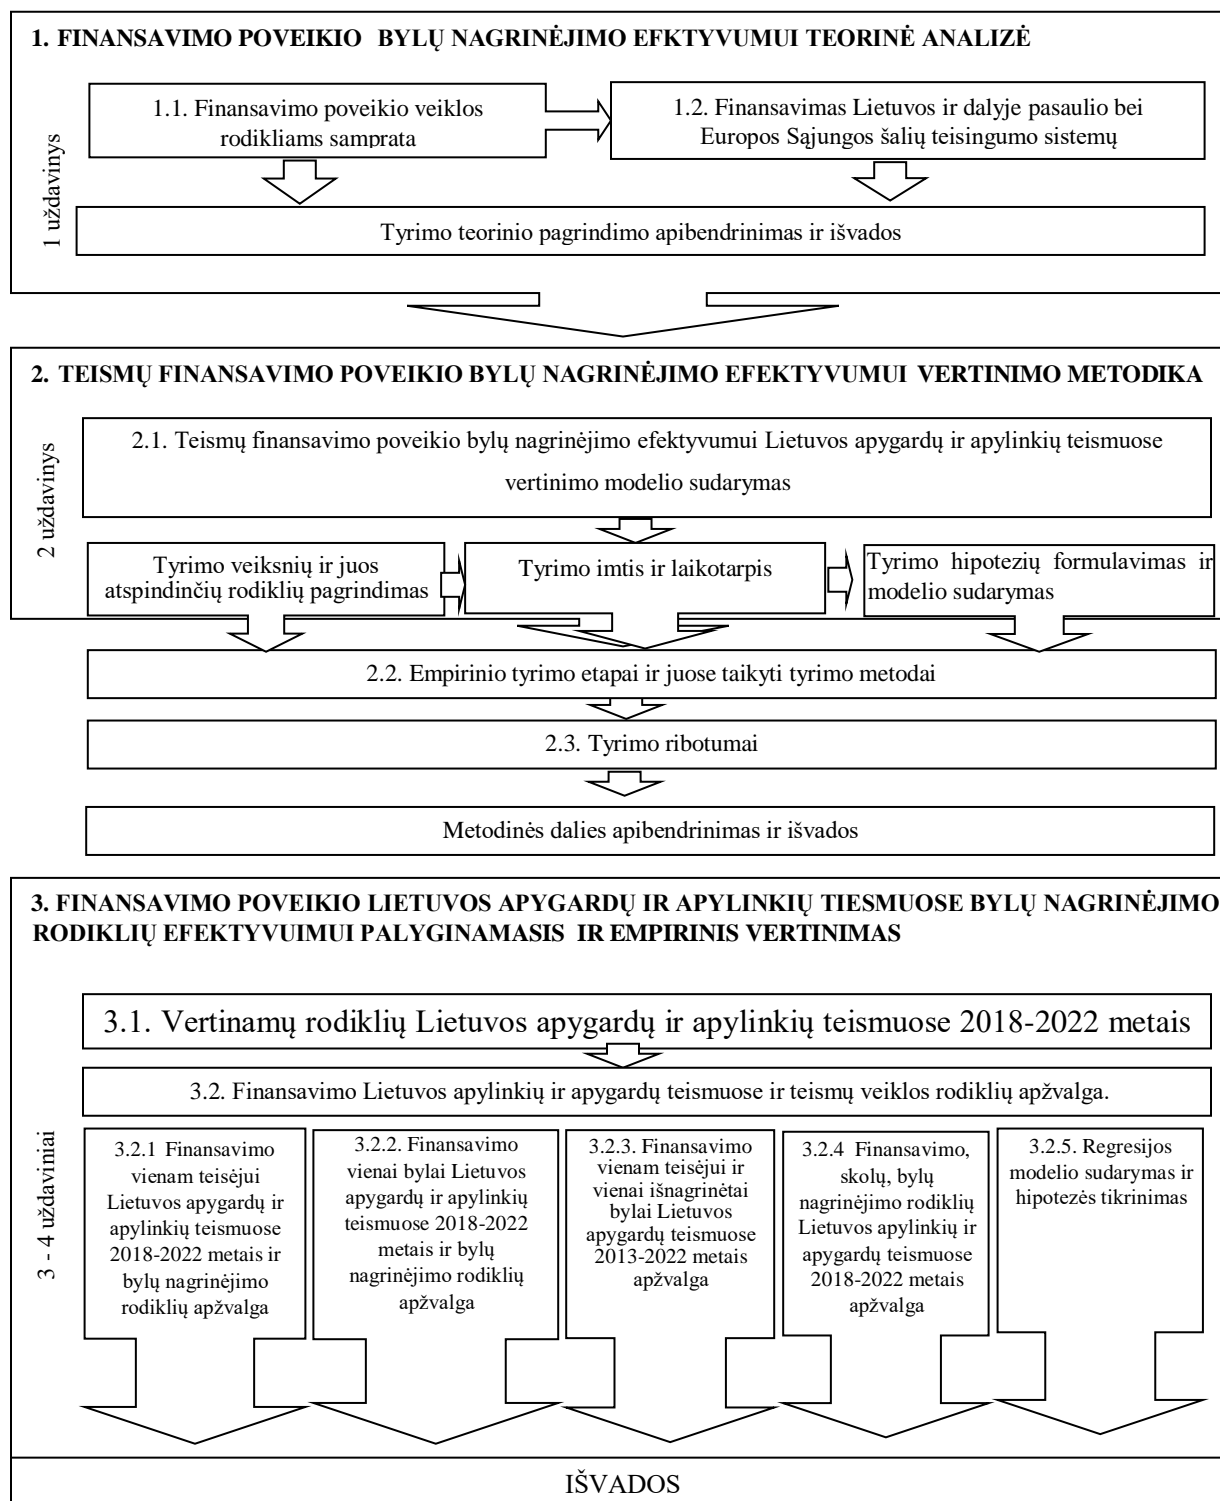 1. FINANSAVIMO POVEIKIO BYLŲ NAGRINĖJIMO EFKTYVUMUI TEORINĖ ANALIZĖ
1 uždavinys
1.1. Finansavimo poveikio veiklos
rodikliams samprata
1.2. Finansavimas Lietuvos ir dalyje pasaulio bei
Europos Sąjungos šalių teisingumo sistemų
Tyrimo teorinio pagrindimo apibendrinimas ir išvados
2. TEISMŲ FINANSAVIMO POVEIKIO BYLŲ NAGRINĖJIMO EFEKTYVUMUI VERTINIMO METODIKA
2 uždavinys
2.1. Teismų finansavimo poveikio bylų nagrinėjimo efektyvumui Lietuvos apygardų ir apylinkių teismuose
vertinimo modelio sudarymas
Tyrimo veiksnių ir juos
atspindinčių rodiklių pagrindimas
Tyrimo imtis ir laikotarpis
Tyrimo hipotezių formulavimas ir
modelio sudarymas
2.2. Empirinio tyrimo etapai ir juose taikyti tyrimo metodai
2.3. Tyrimo ribotumai
Metodinės dalies apibendrinimas ir išvados
3. FINANSAVIMO POVEIKIO LIETUVOS APYGARDŲ IR APYLINKIŲ TIESMUOSE BYLŲ NAGRINĖJIMO
RODIKLIŲ EFEKTYVUIMUI PALYGINAMASIS IR EMPIRINIS VERTINIMAS
3 - 4 uždaviniai
3.1. Vertinamų rodiklių Lietuvos apygardų ir apylinkių teismuose 2018-2022 metais
3.2. Finansavimo Lietuvos apylinkių ir apygardų teismuose ir teismų veiklos rodiklių apžvalga.
3.2.1 Finansavimo
vienam teisėjui
Lietuvos apygardų ir
apylinkių teismuose
2018-2022 metais ir
bylų nagrinėjimo
rodiklių apžvalga
3.2.2. Finansavimo
vienai bylai Lietuvos
apygardų ir apylinkių
teismuose 2018-2022
metais ir bylų
nagrinėjimo rodiklių
apžvalga
3.2.3. Finansavimo
vienam teisėjui ir
vienai išnagrinėtai
bylai Lietuvos
apygardų teismuose
2013-2022 metais
apžvalga
3.2.4 Finansavimo,
skolų, bylų
nagrinėjimo rodiklių
Lietuvos apylinkių ir
apygardų teismuose
2018-2022 metais
apžvalga
3.2.5. Regresijos
modelio sudarymas ir
hipotezės tikrinimas
IŠVADOS